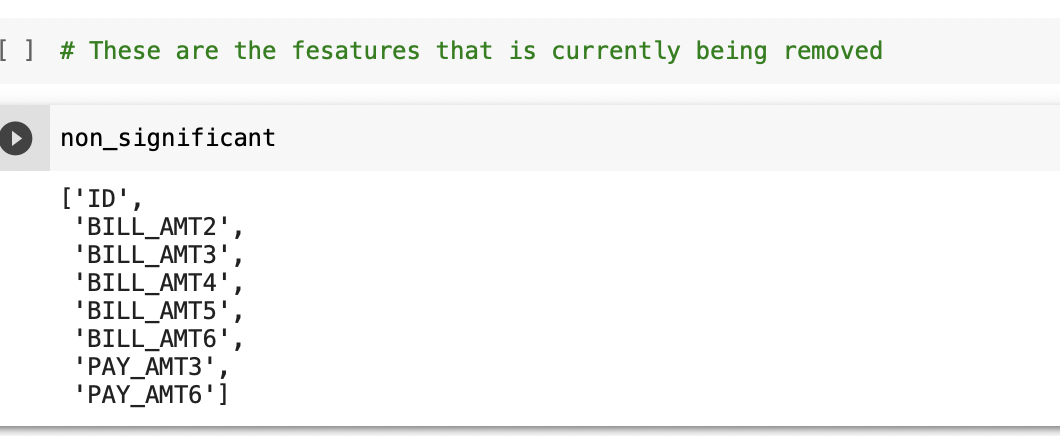 [ ] # These are the fesatures that is currently being removed
non_significant
['ID',
 'BILL_AMT2',
 'BILL_AMT3',
 'BILL_AMT4',
 'BILL_AMT5',
 'BILL_AMT6',
 'PAY_AMT3',
 'PAY_AMT6']